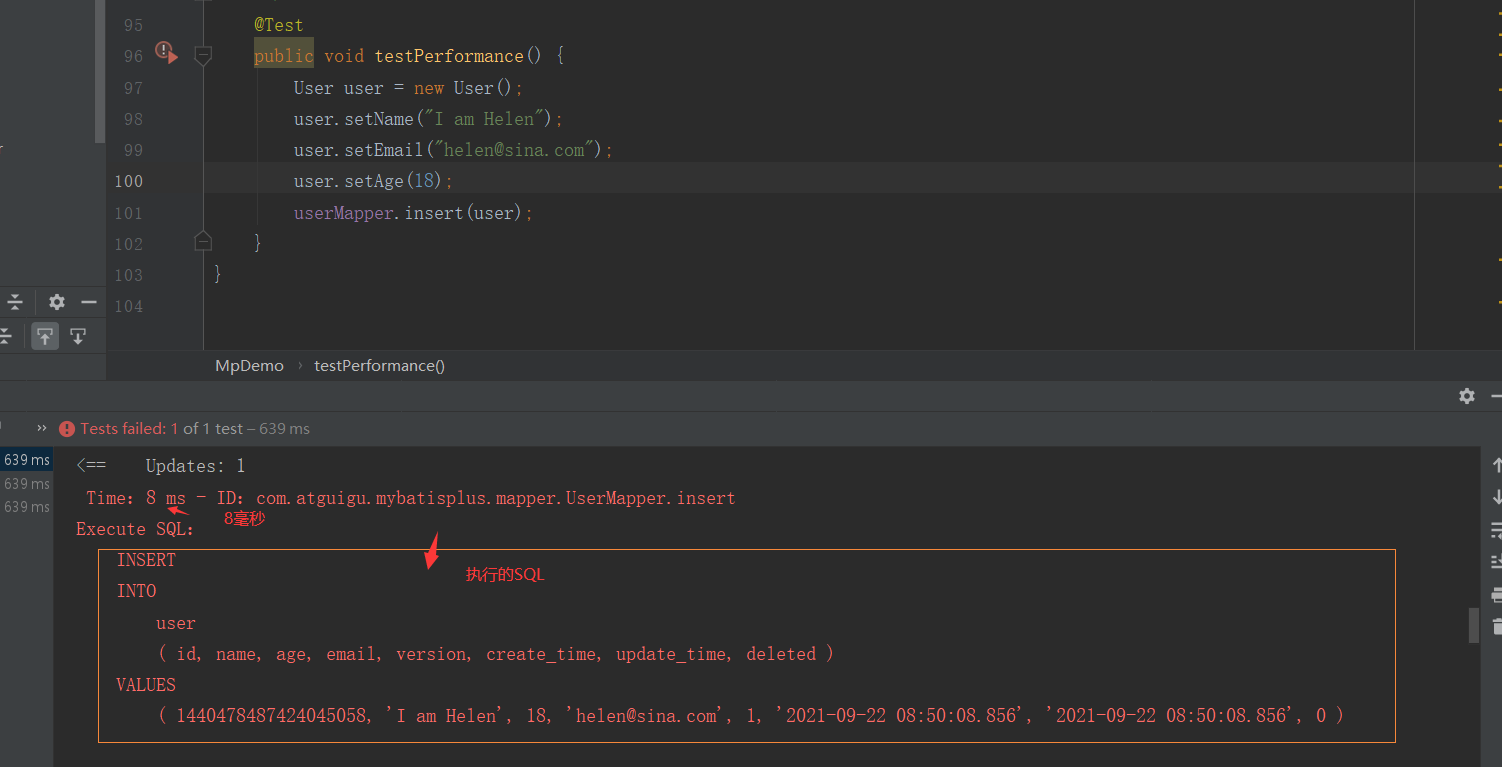 95 @Test
96 public void testPerformance() {
97 User user = new User();
98 user.setName("I am Helen");
99 user.setEmail("helen@sina.com");
100 user.setAge(18);
101 userMapper.insert(user);
102 }
103 }
104
MpDemo › testPerformance()
» Tests failed: 1 of 1 test – 639 ms
639 ms
639 ms
639 ms
<== Updates: 1
Time: 8 ms - ID: com.atguigu.mybatisplus.mapper.UserMapper.insert
8毫秒
Execute SQL:
INSERT
执行的SQL
INTO
user
( id, name, age, email, version, create_time, update_time, deleted )
VALUES
( 1440478487424045058, 'I am Helen', 18, 'helen@sina.com', 1, '2021-09-22 08:50:08.856', '2021-09-22 08:50:08.856', 0 )